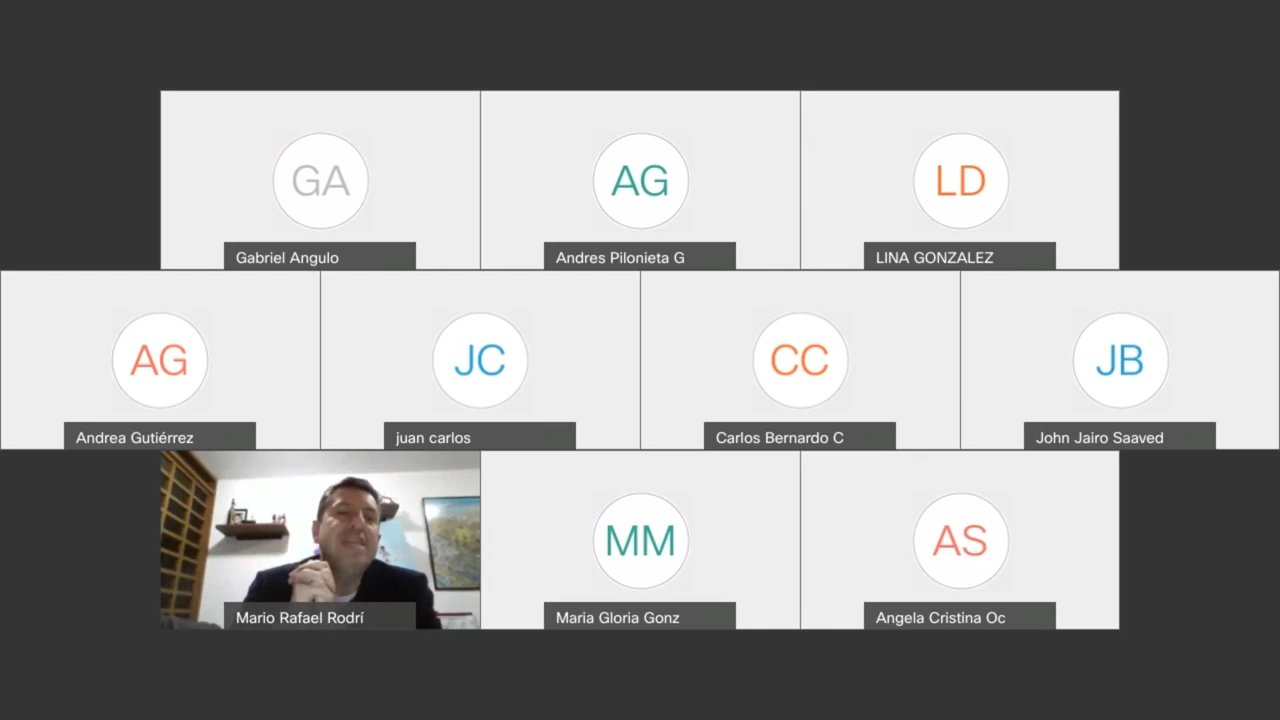 GA
AG
LD
Gabriel Angulo
Andres Pilonieta G
LINA GONZALEZ
AG
JC
CC
JB
Andrea Gutiérrez
juan carlos
Carlos Bernardo C
John Jairo Saaved
MM
AS
Mario Rafael Rodrí
Maria Gloria Gonz
Angela Cristina Oc